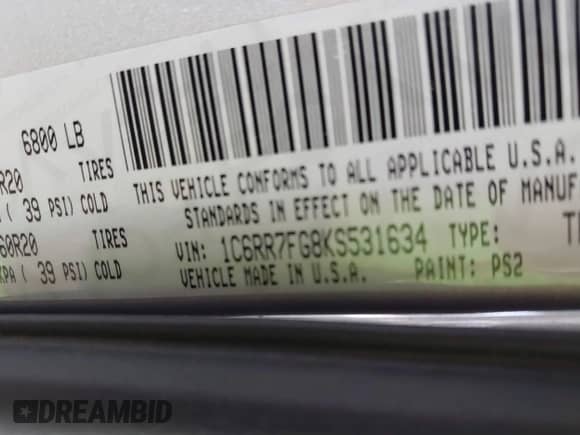 6800 LB
R20 TIRES
( 39 PSI) COLD
60R20 TIRES
KPA ( 39 PSI) COLD
THIS VEHICLE CONFORMS TO ALL APPLICABLE U.S.A.
STANDARDS IN EFFECT ON THE DATE OF MANUF
VIN: 1C6RR7FG8KS531634 TYPE:
VEHICLE MADE IN U.S.A. PAINT: PS2
DREAMBID